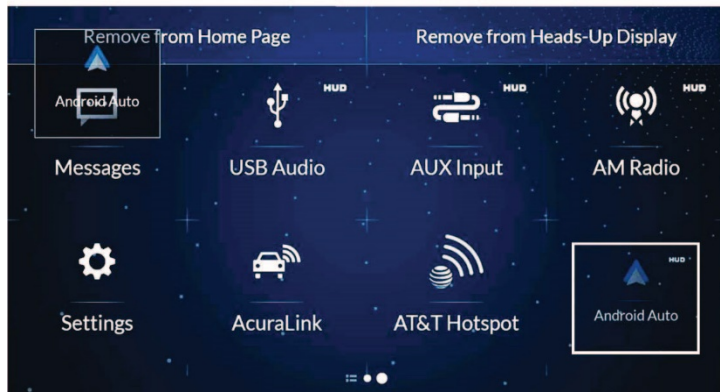 Remove from Home Page
Remove from Heads-Up Display
Android Auto
HUD
HUD
HUD
Messages
USB Audio
AUX Input
AM Radio
HUD
Settings
AcuraLink
AT&T Hotspot
Android Auto